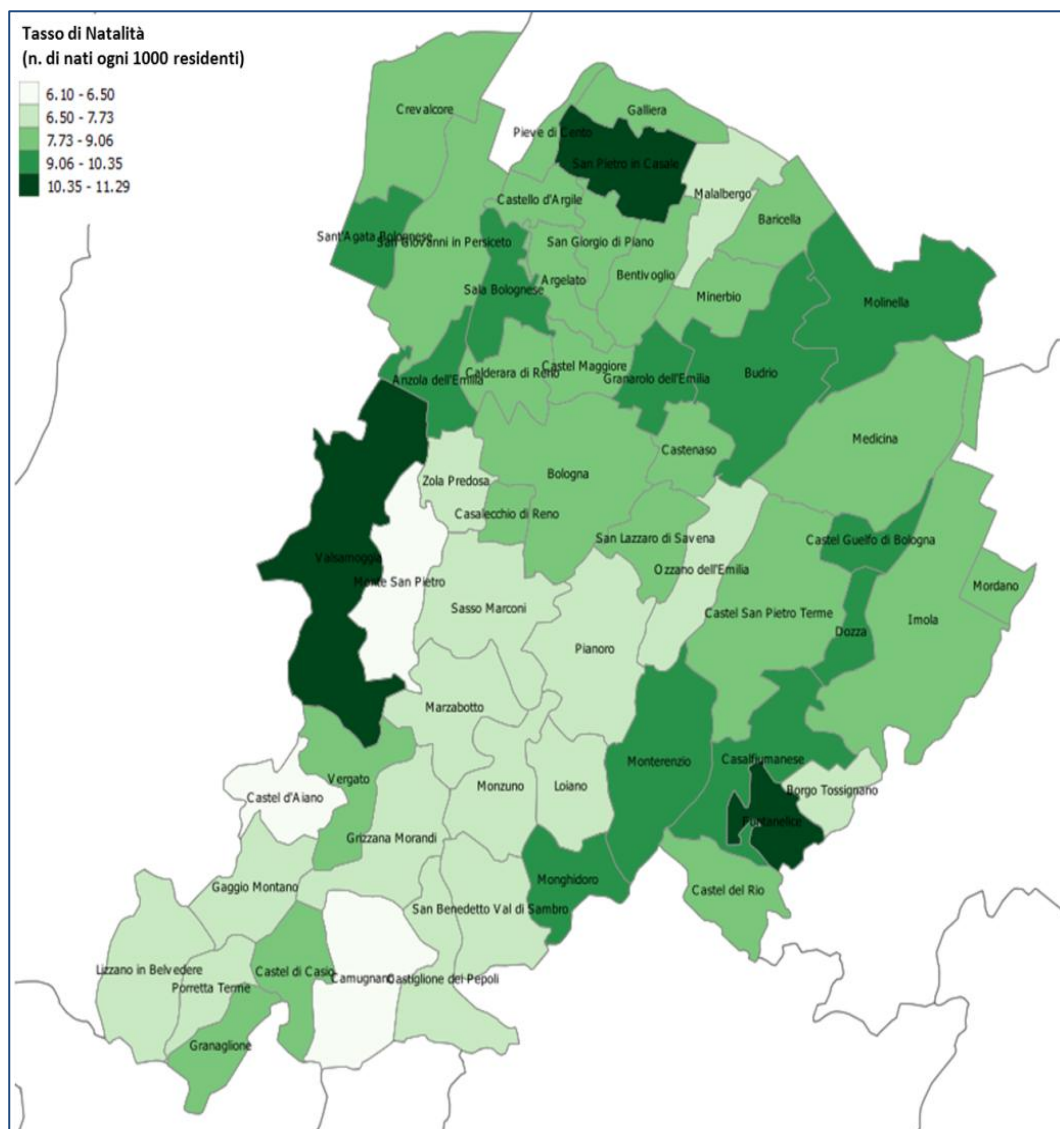 Tasso di Natalità
(n. di nati ogni 1000 residenti)
6.10 - 6.50
6.50 - 7.73
7.73 - 9.06
9.06 - 10.35
10.35 - 11.29
Crevalcore
Galliera
Pieve di Cento
San Pietro in Casale
Malalbergo
Castello d'Argile
Baricella
Sant'Agata Bolognese
San Giovanni in Persiceto
San Giorgio di Piano
Bentivoglio
Argelato
Sala Bolognese
Minerbio
Molinella
Castel Maggiore
Calderara di Reno
Anzola dell'Emilia
Granarolo dell'Emilia
Budrio
Medicina
Castenaso
Bologna
Zola Predosa
Casalecchio di Reno
San Lazzaro di Savena
Castel Guelfo di Bologna
Valsamoggia
Monte San Pietro
Ozzano dell'Emilia
Mordano
Sasso Marconi
Castel San Pietro Terme
Imola
Dozza
Pianoro
Marzabotto
Vergato
Monzuno
Loiano
Monterenzio
Casalfiumanese
Borgo Tossignano
Castel d'Aiano
Fontanelice
Grizzana Morandi
Gaggio Montano
Monghidoro
Castel del Rio
San Benedetto Val di Sambro
Lizzano in Belvedere
Castel di Casio
Camugnano
Castiglione dei Pepoli
Porretta Terme
Granaglione